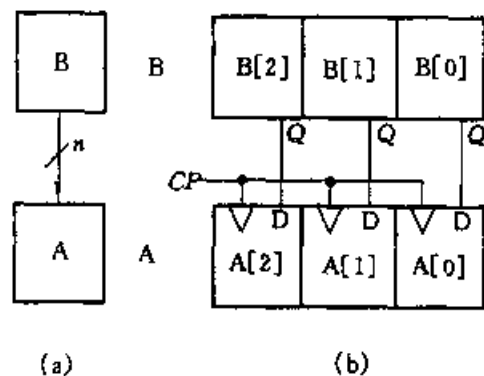 B B B[2] B[1] B[0]
n Q Q Q
CP
D D D
A A A[2] A[1] A[0]
(a) (b)